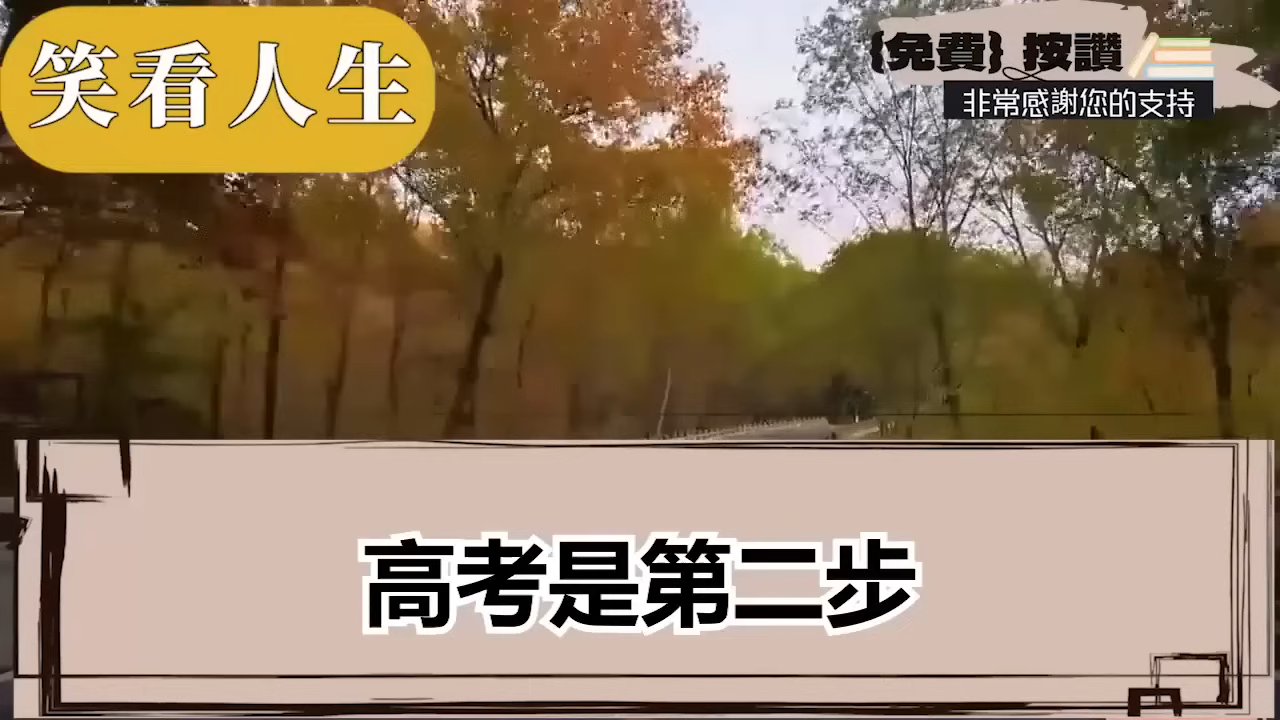 笑看人生
{免費} 按讚
非常感謝您的支持
高考是第二步